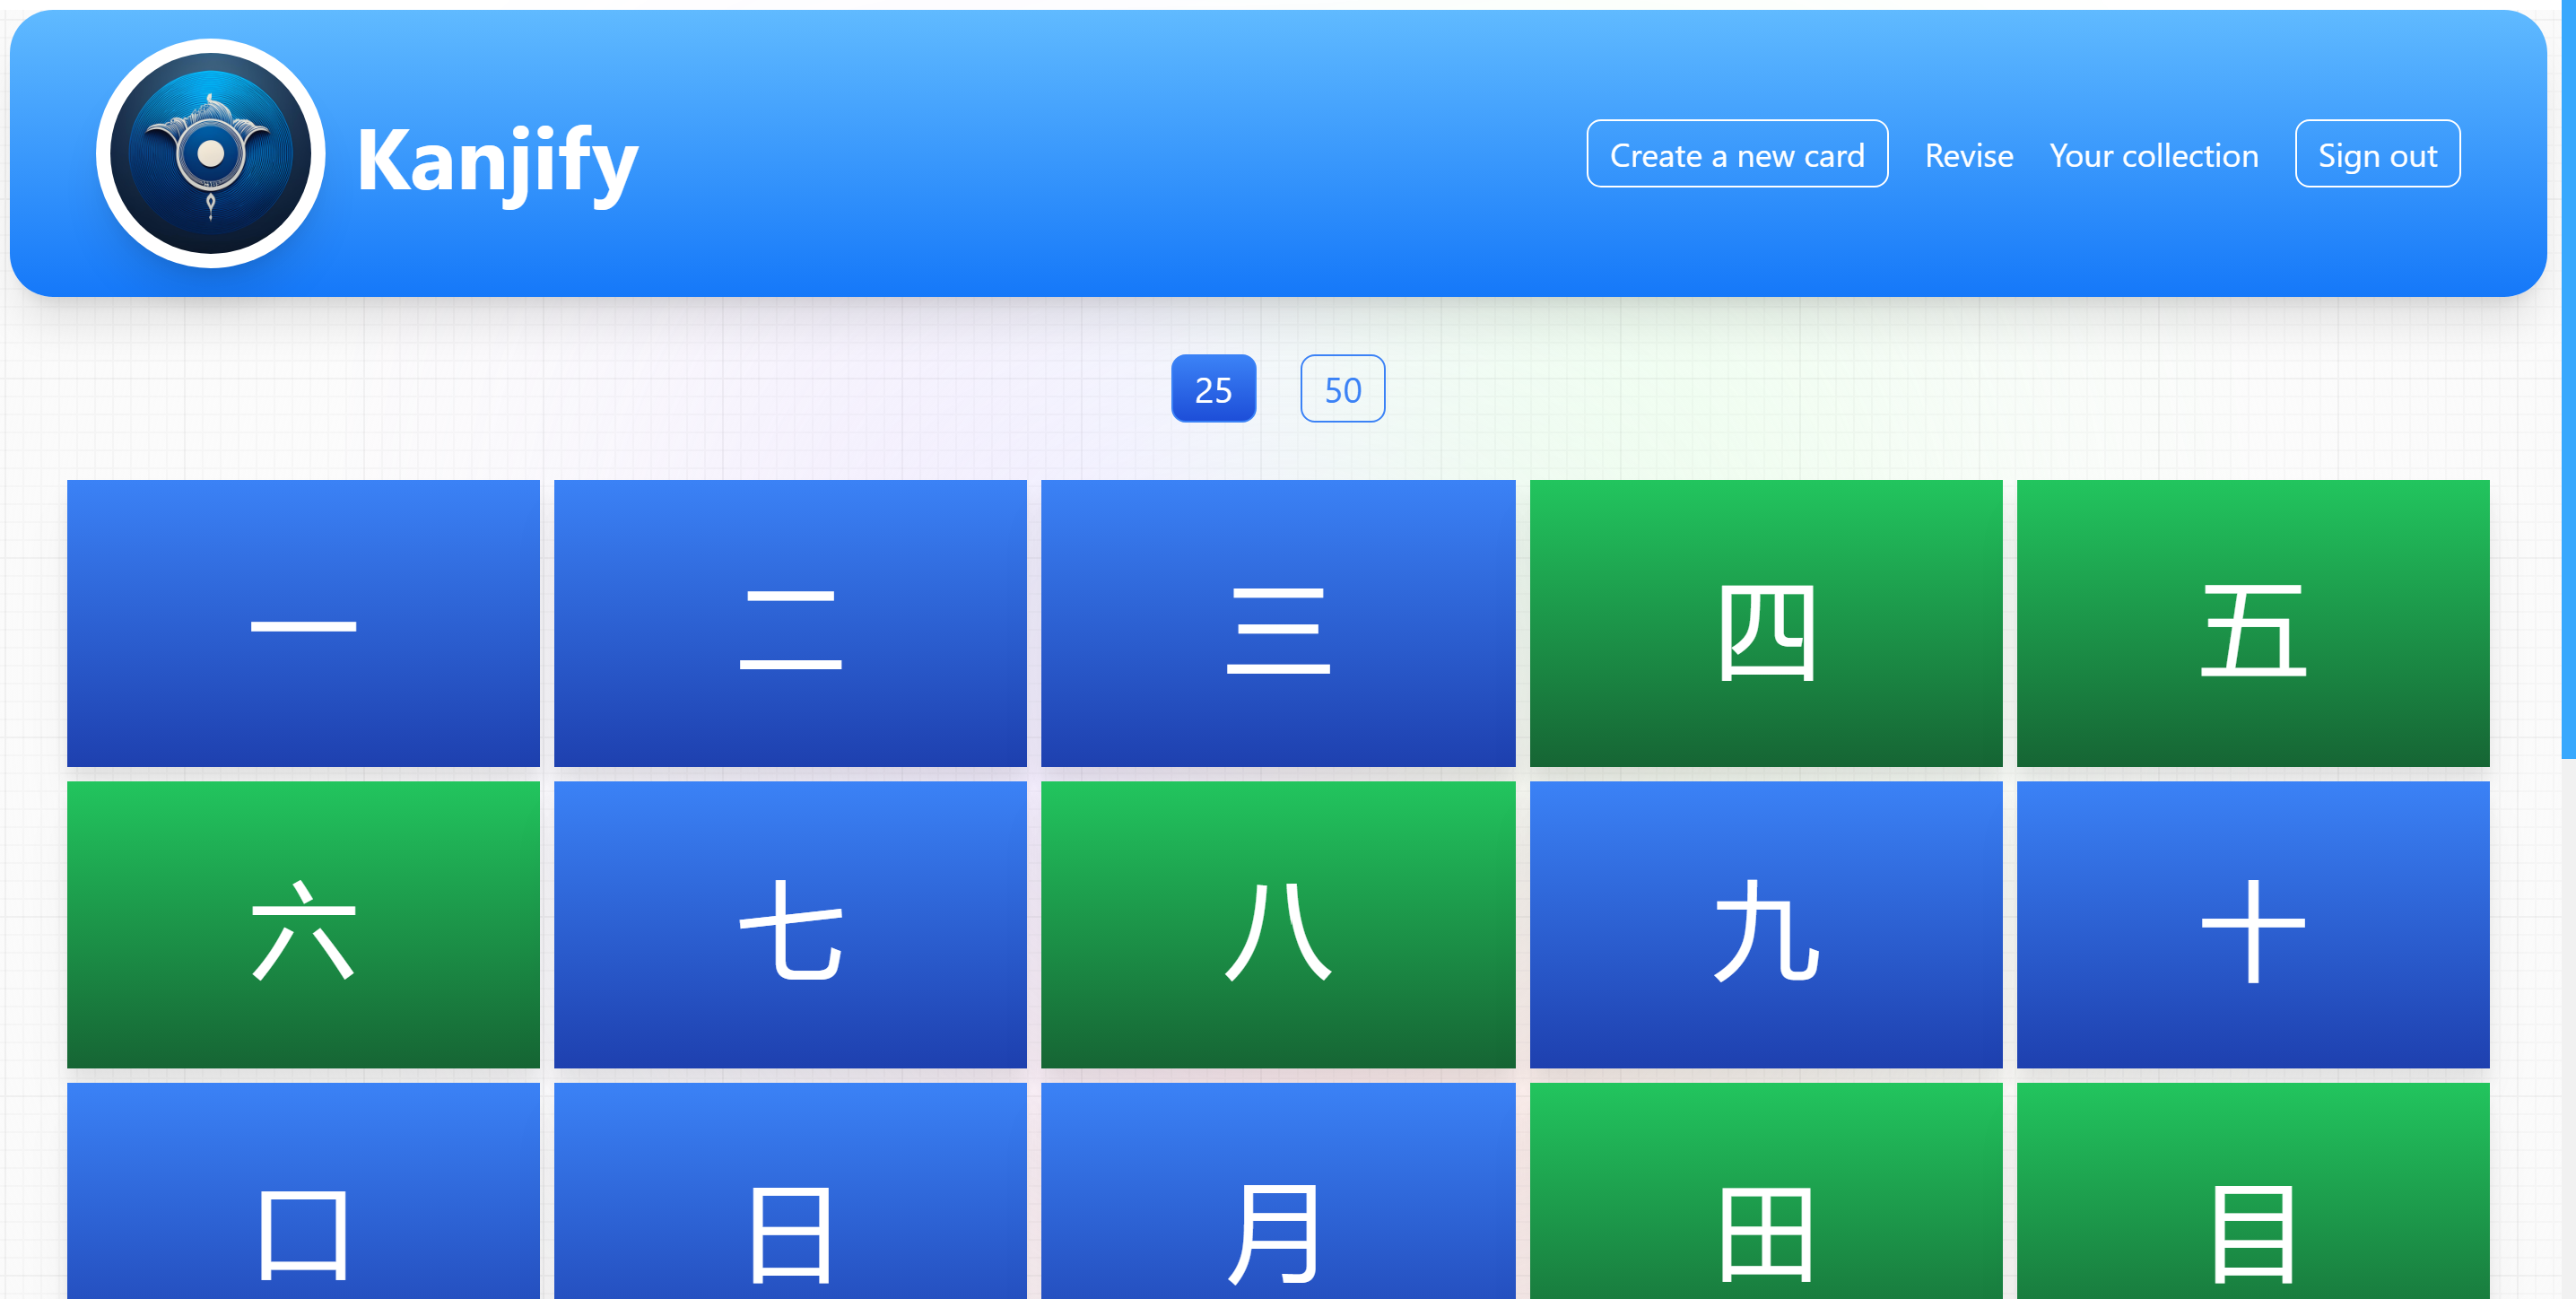 Kanjify
Create a new card Revise Your collection Sign out
25 50
一 二 三 四 五
六 七 八 九 十
口 日 月 田 目